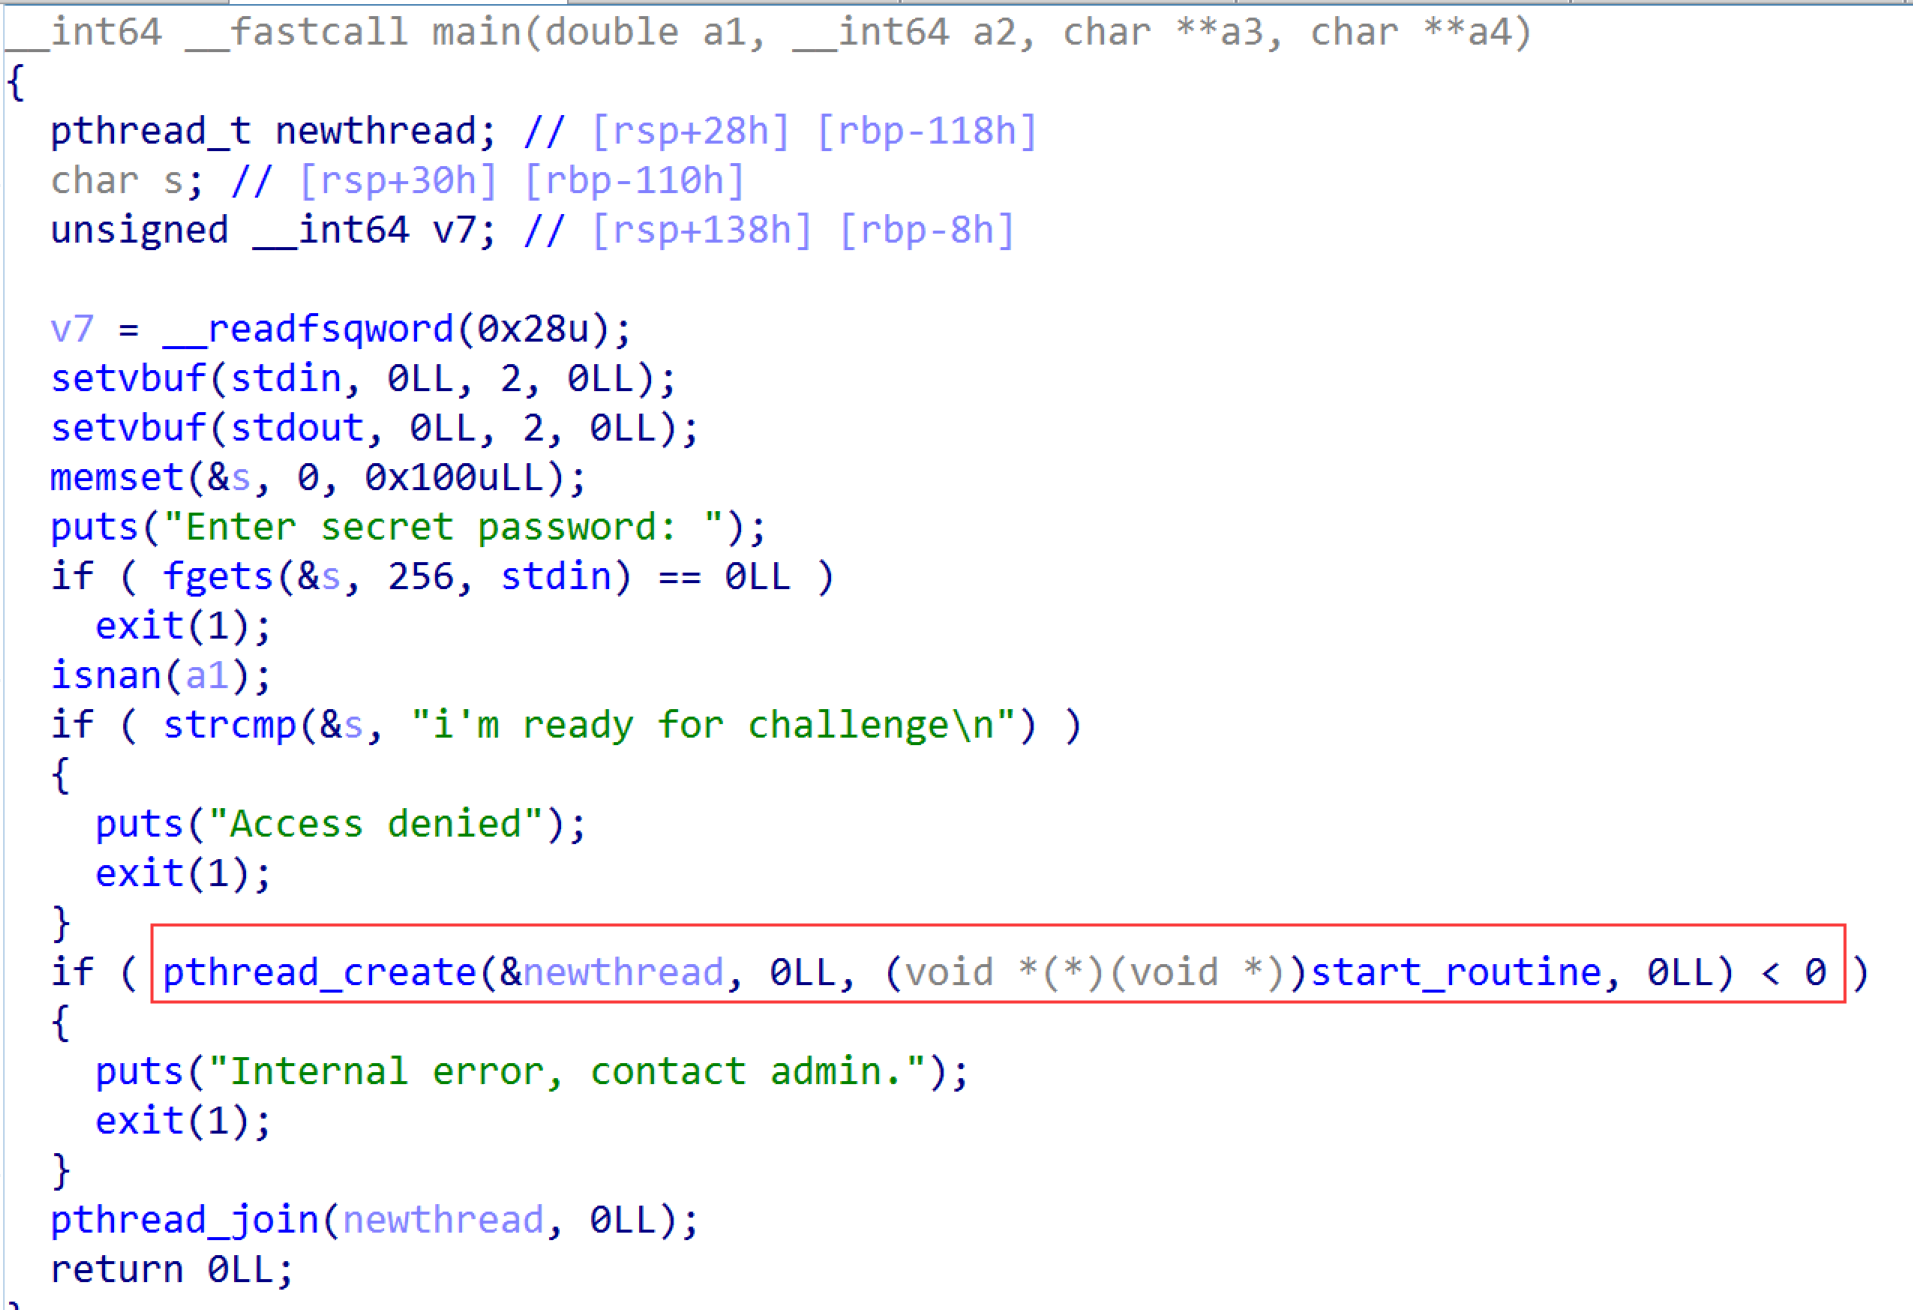 __int64 __fastcall main(double a1, __int64 a2, char **a3, char **a4)
{
  pthread_t newthread; // [rsp+28h] [rbp-118h]
  char s; // [rsp+30h] [rbp-110h]
  unsigned __int64 v7; // [rsp+138h] [rbp-8h]

  v7 = __readfsqword(0x28u);
  setvbuf(stdin, 0LL, 2, 0LL);
  setvbuf(stdout, 0LL, 2, 0LL);
  memset(&s, 0, 0x100uLL);
  puts("Enter secret password: ");
  if ( fgets(&s, 256, stdin) == 0LL )
    exit(1);
  isnan(a1);
  if ( strcmp(&s, "i'm ready for challenge\n") )
  {
    puts("Access denied");
    exit(1);
  }
  if ( pthread_create(&newthread, 0LL, (void *(*)(void *))start_routine, 0LL) < 0 )
  {
    puts("Internal error, contact admin.");
    exit(1);
  }
  pthread_join(newthread, 0LL);
  return 0LL;
}